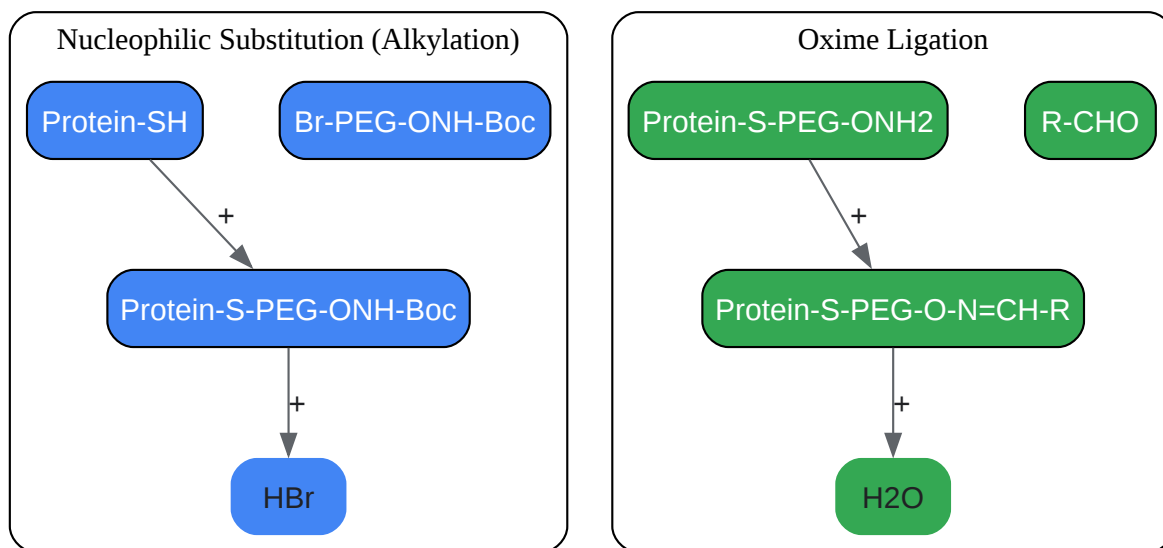 Nucleophilic Substitution (Alkylation)
Protein-SH
Br-PEG-ONH-Boc
+
Protein-S-PEG-ONH-Boc
+
HBr
Oxime Ligation
Protein-S-PEG-ONH2
R-CHO
+
Protein-S-PEG-O-N=CH-R
+
H2O